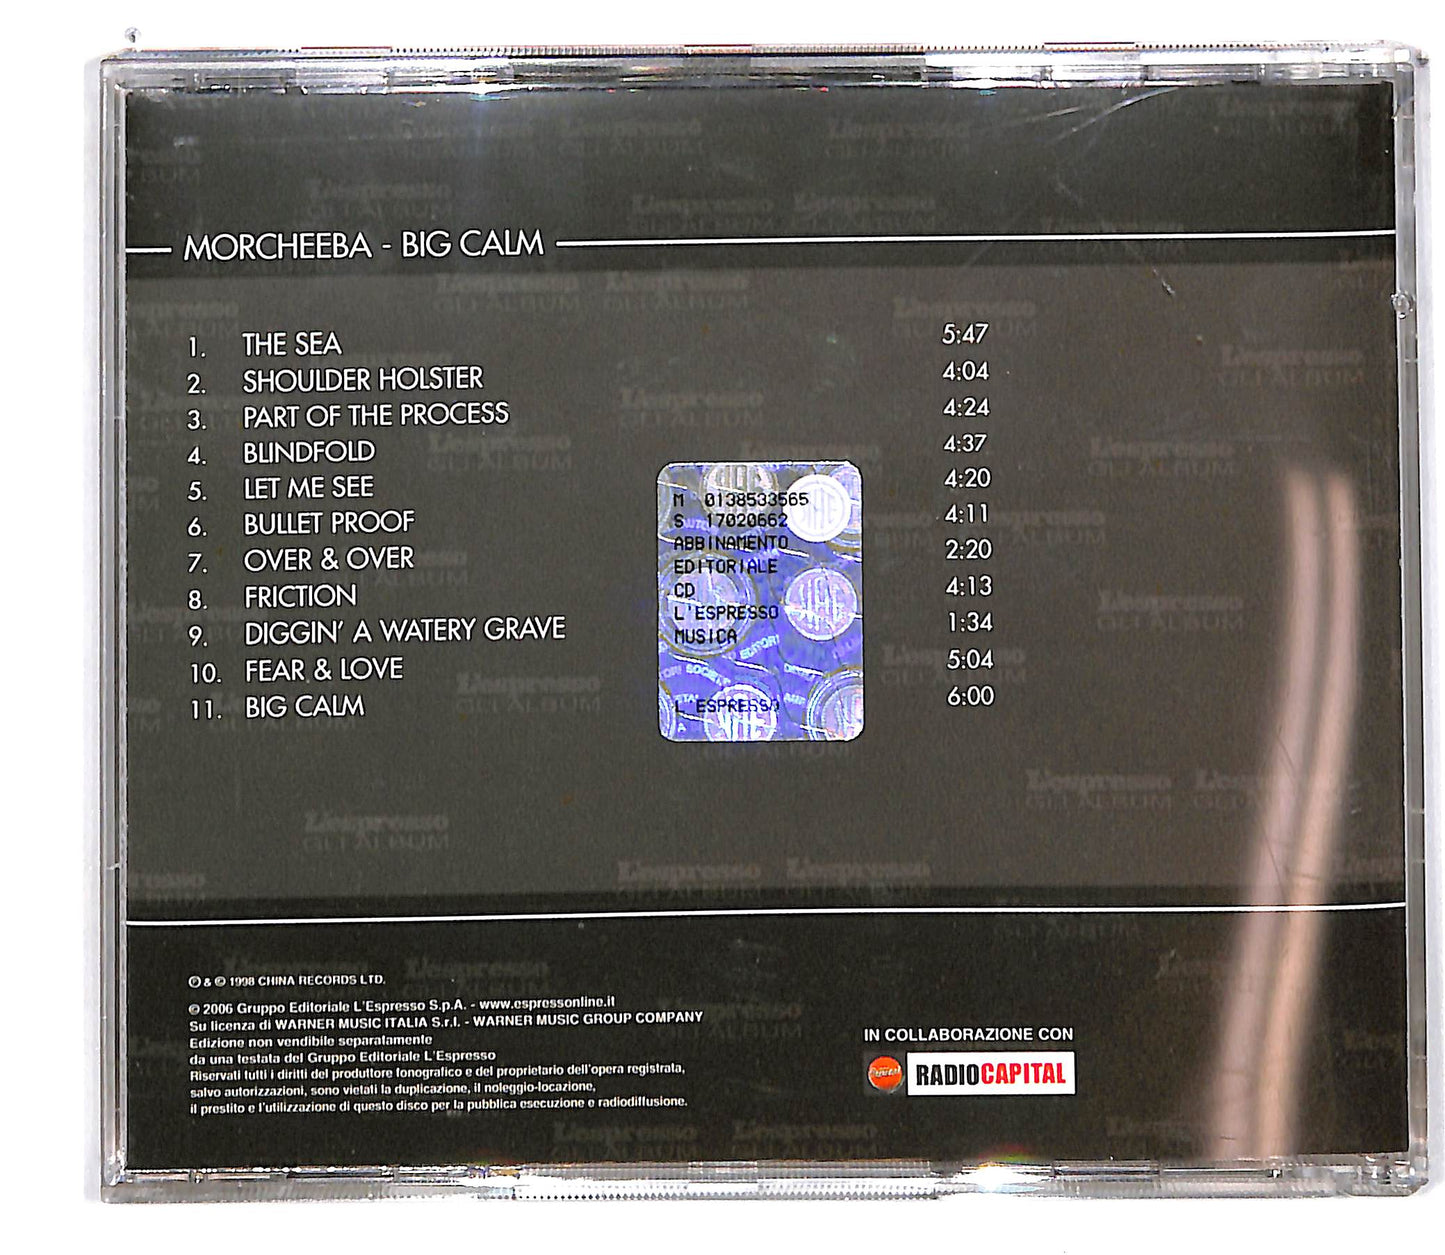 MORCHEEBA - BIG CALM
1. THE SEA 5:47
2. SHOULDER HOLSTER 4:04
3. PART OF THE PROCESS 4:24
4. BLINDFOLD 4:37
5. LET ME SEE 4:20
6. BULLET PROOF 4:11
7. OVER & OVER 2:20
8. FRICTION 4:13
9. DIGGIN' A WATERY GRAVE 1:34
10. FEAR & LOVE 5:04
11. BIG CALM 6:00
M 0138533565
S 17020662
ABBINAMENTO
EDITORIALE
CD
L'ESPRESSO
MUSICA
L'ESPRESSO
℗ & © 1998 CHINA RECORDS LTD.
© 2006 Gruppo Editoriale L'Espresso S.p.A. - www.espressonline.it
Su licenza di WARNER MUSIC ITALIA S.r.l. - WARNER MUSIC GROUP COMPANY
Edizione non vendibile separatamente
da una testata del Gruppo Editoriale L'Espresso
Riservati tutti i diritti del produttore fonografico e del proprietario dell'opera registrata,
salvo autorizzazioni, sono vietati la duplicazione, il noleggio-locazione,
il prestito e l'utilizzazione di questo disco per la pubblica esecuzione e radiodiffusione.
IN COLLABORAZIONE CON
RADIOCAPITAL